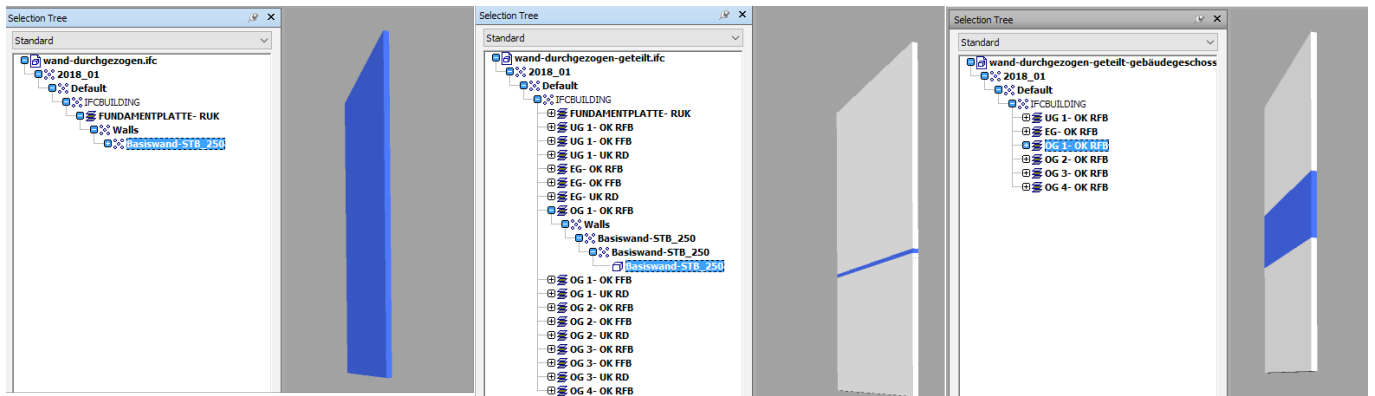 Selection Tree
Standard
wand-durchgezogen.ifc
2018_01
Default
IFCBUILDING
FUNDAMENTPLATTE- RUK
Walls
Basiswand-STB_250
Selection Tree
Standard
wand-durchgezogen-geteilt.ifc
2018_01
Default
IFCBUILDING
FUNDAMENTPLATTE- RUK
UG 1- OK RFB
UG 1- OK FFB
UG 1- UK RD
EG- OK RFB
EG- OK FFB
EG- UK RD
OG 1- OK RFB
Walls
Basiswand-STB_250
Basiswand-STB_250
Basiswand-STB_250
OG 1- OK FFB
OG 1- UK RD
OG 2- OK RFB
OG 2- OK FFB
OG 2- UK RD
OG 3- OK RFB
OG 3- OK FFB
OG 3- UK RD
OG 4- OK RFB
Selection Tree
Standard
wand-durchgezogen-geteilt-gebäudegeschoss
2018_01
Default
IFCBUILDING
UG 1- OK RFB
EG- OK RFB
OG 1- OK RFB
OG 2- OK RFB
OG 3- OK RFB
OG 4- OK RFB